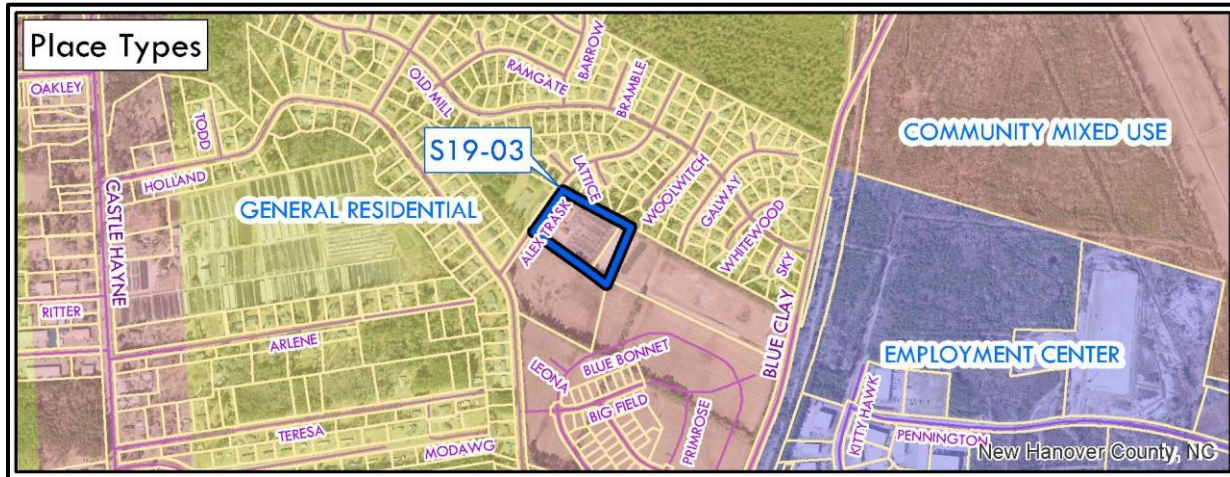 Place Types
OAKLEY
TODD
HOLLAND
CASTLE HAYNE
OLD MILL
RAMGATE
BARROW
BRAMBLE
S19-03
LATTICE
WOOLWITCH
GALWAY
WHITEWOOD
SKY
GENERAL RESIDENTIAL
ALEX TRASK
COMMUNITY MIXED USE
RITTER
ARLENE
LEONA
BLUE BONNET
BIG FIELD
PRIMROSE
BLUE CLAY
EMPLOYMENT CENTER
KITTY HAWK
PENNINGTON
TERESA
MODAWG
New Hanover County, NC